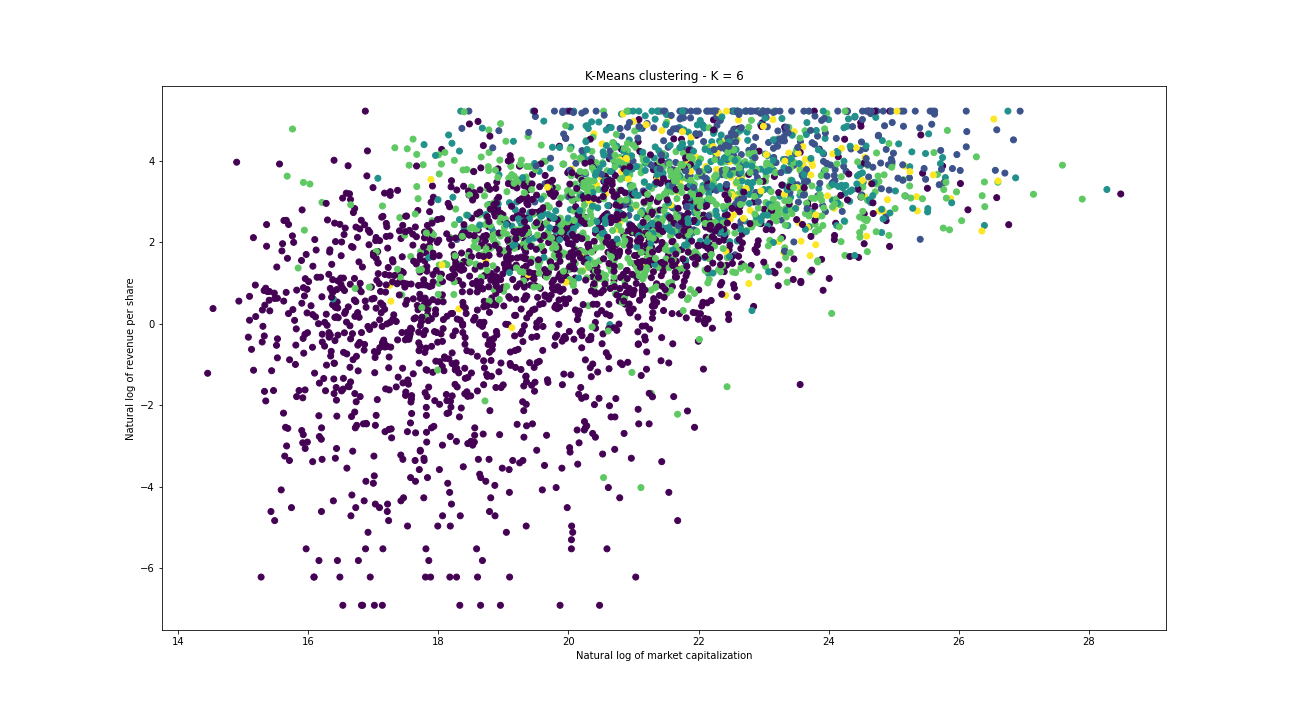 K-Means clustering - K = 6
Natural log of revenue per share
4
2
0
−2
−4
−6
14 16 18 20 22 24 26 28
Natural log of market capitalization